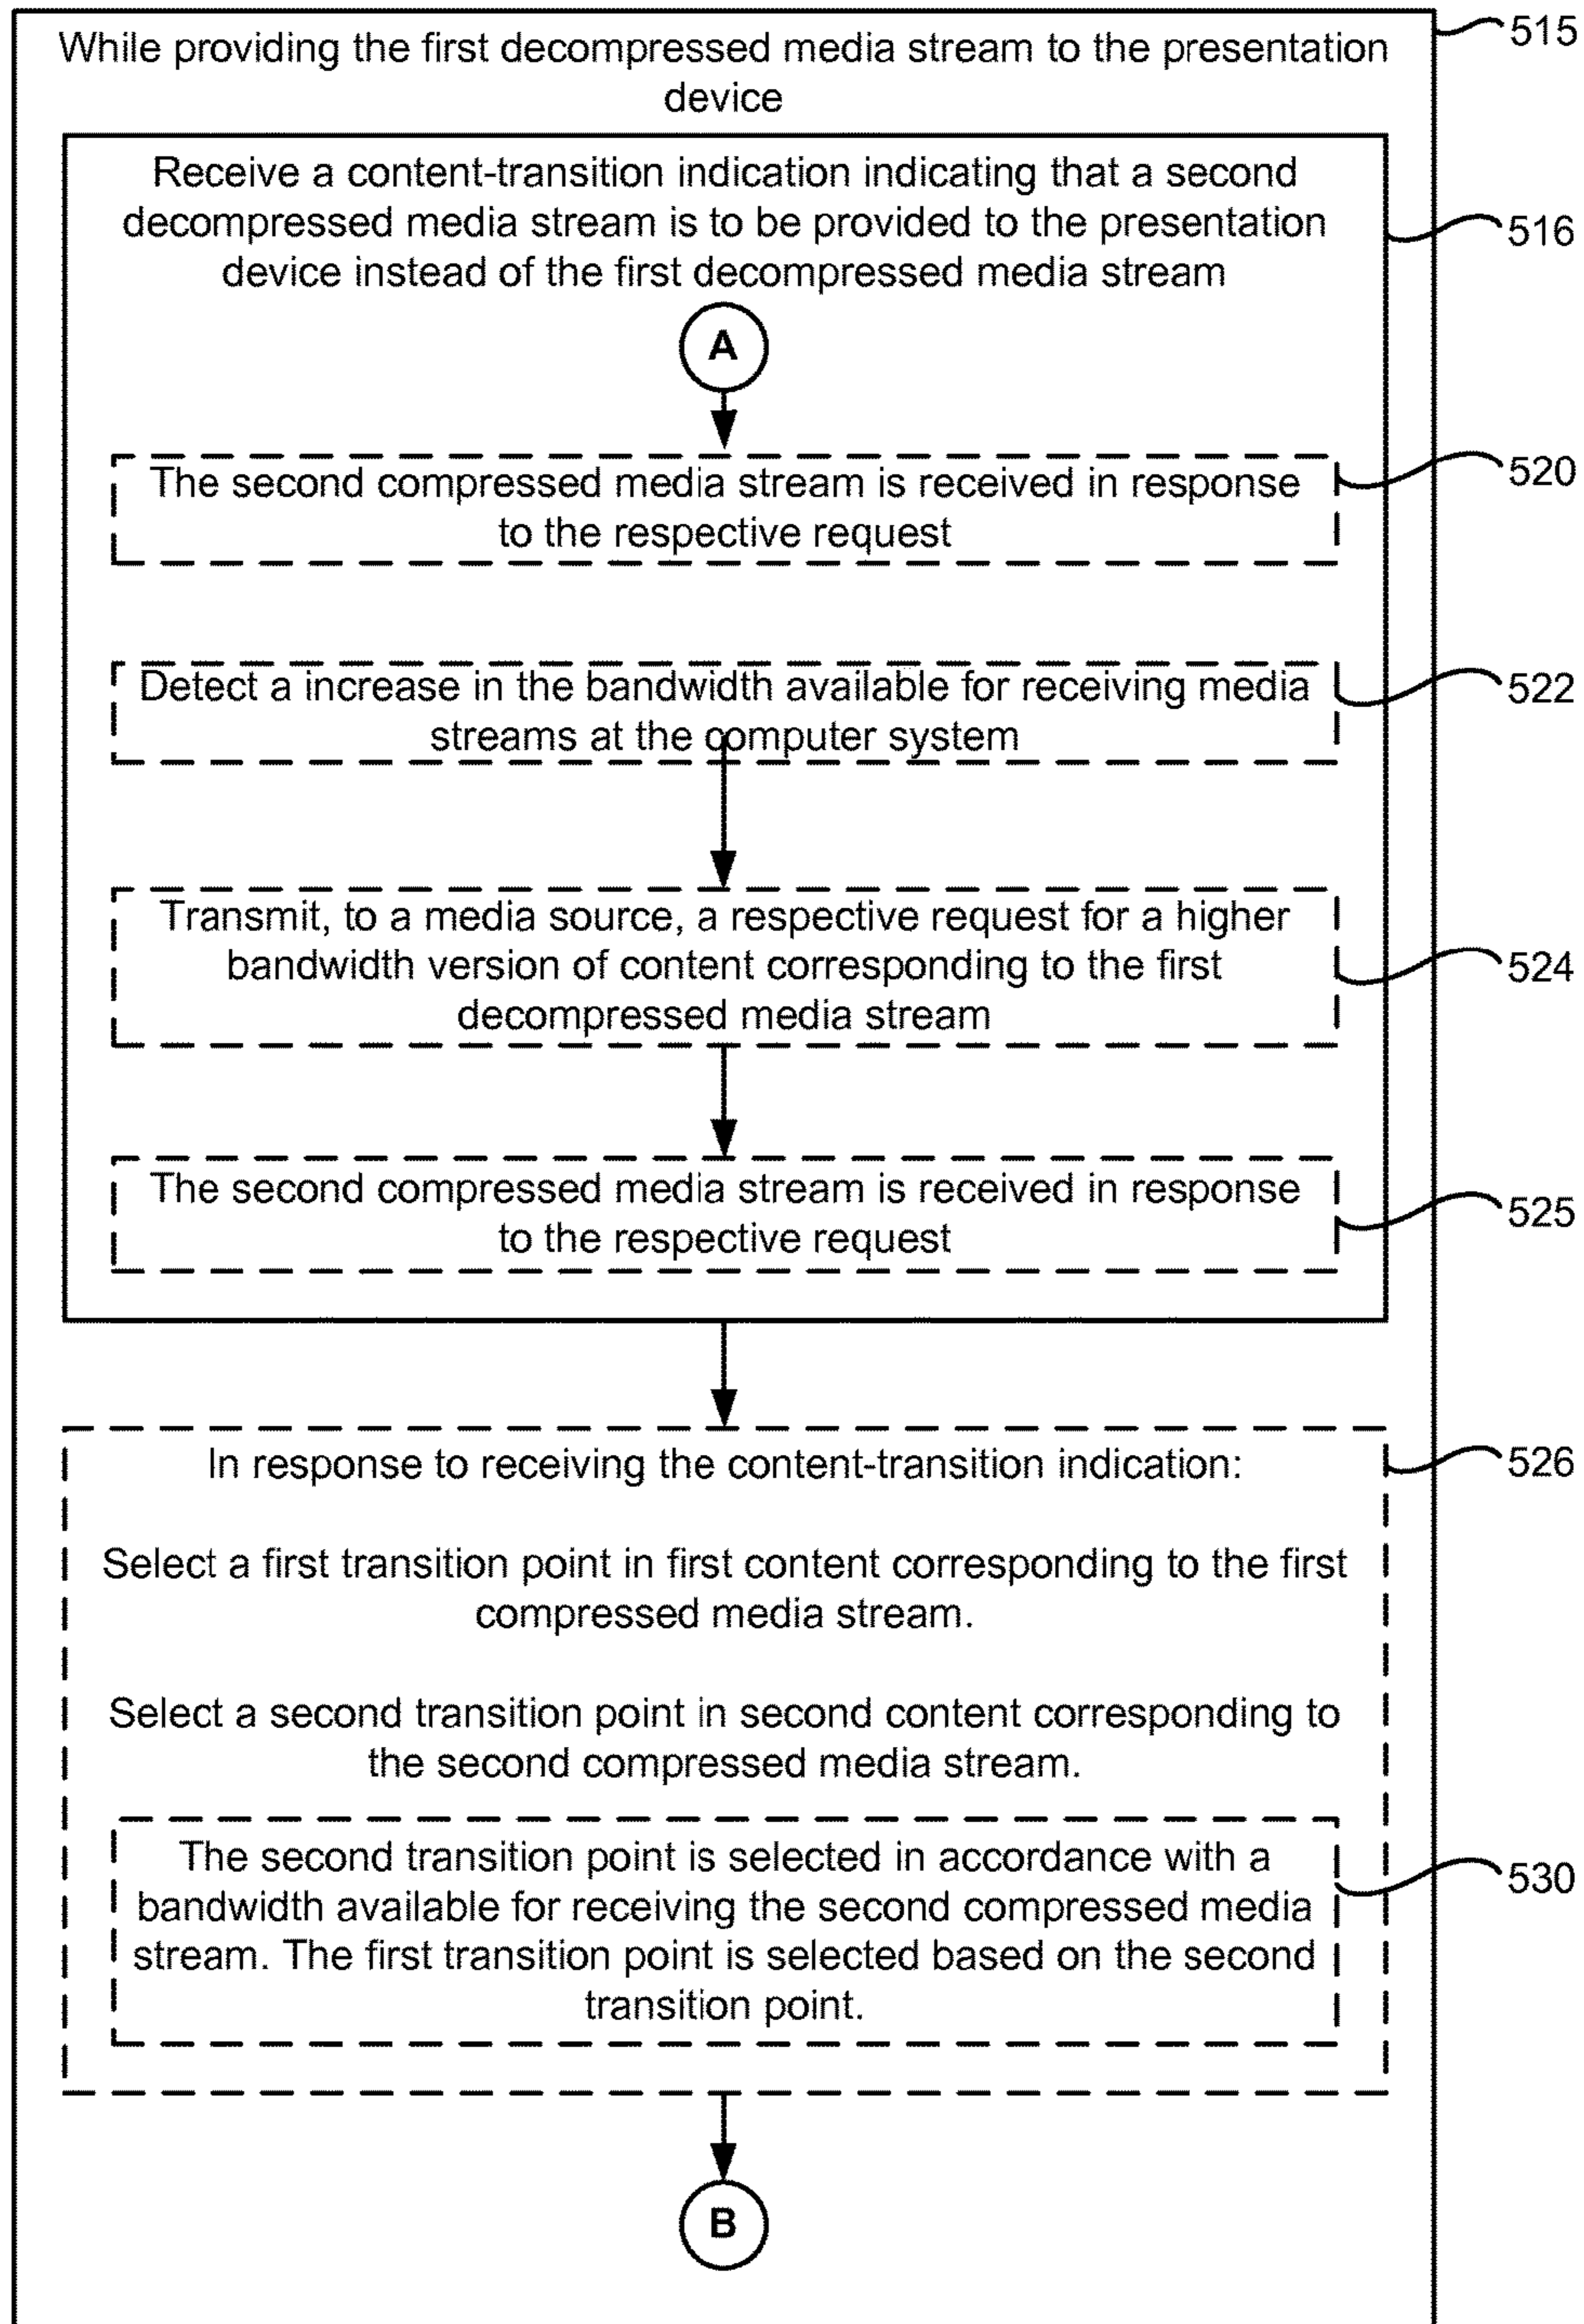 While providing the first decompressed media stream to the presentation
device
515
Receive a content-transition indication indicating that a second
decompressed media stream is to be provided to the presentation
device instead of the first decompressed media stream
516
A
The second compressed media stream is received in response
to the respective request
520
Detect a increase in the bandwidth available for receiving media
streams at the computer system
522
Transmit, to a media source, a respective request for a higher
bandwidth version of content corresponding to the first
decompressed media stream
524
The second compressed media stream is received in response
to the respective request
525
In response to receiving the content-transition indication:
526
Select a first transition point in first content corresponding to the first
compressed media stream.
Select a second transition point in second content corresponding to
the second compressed media stream.
The second transition point is selected in accordance with a
bandwidth available for receiving the second compressed media
stream. The first transition point is selected based on the second
transition point.
530
B